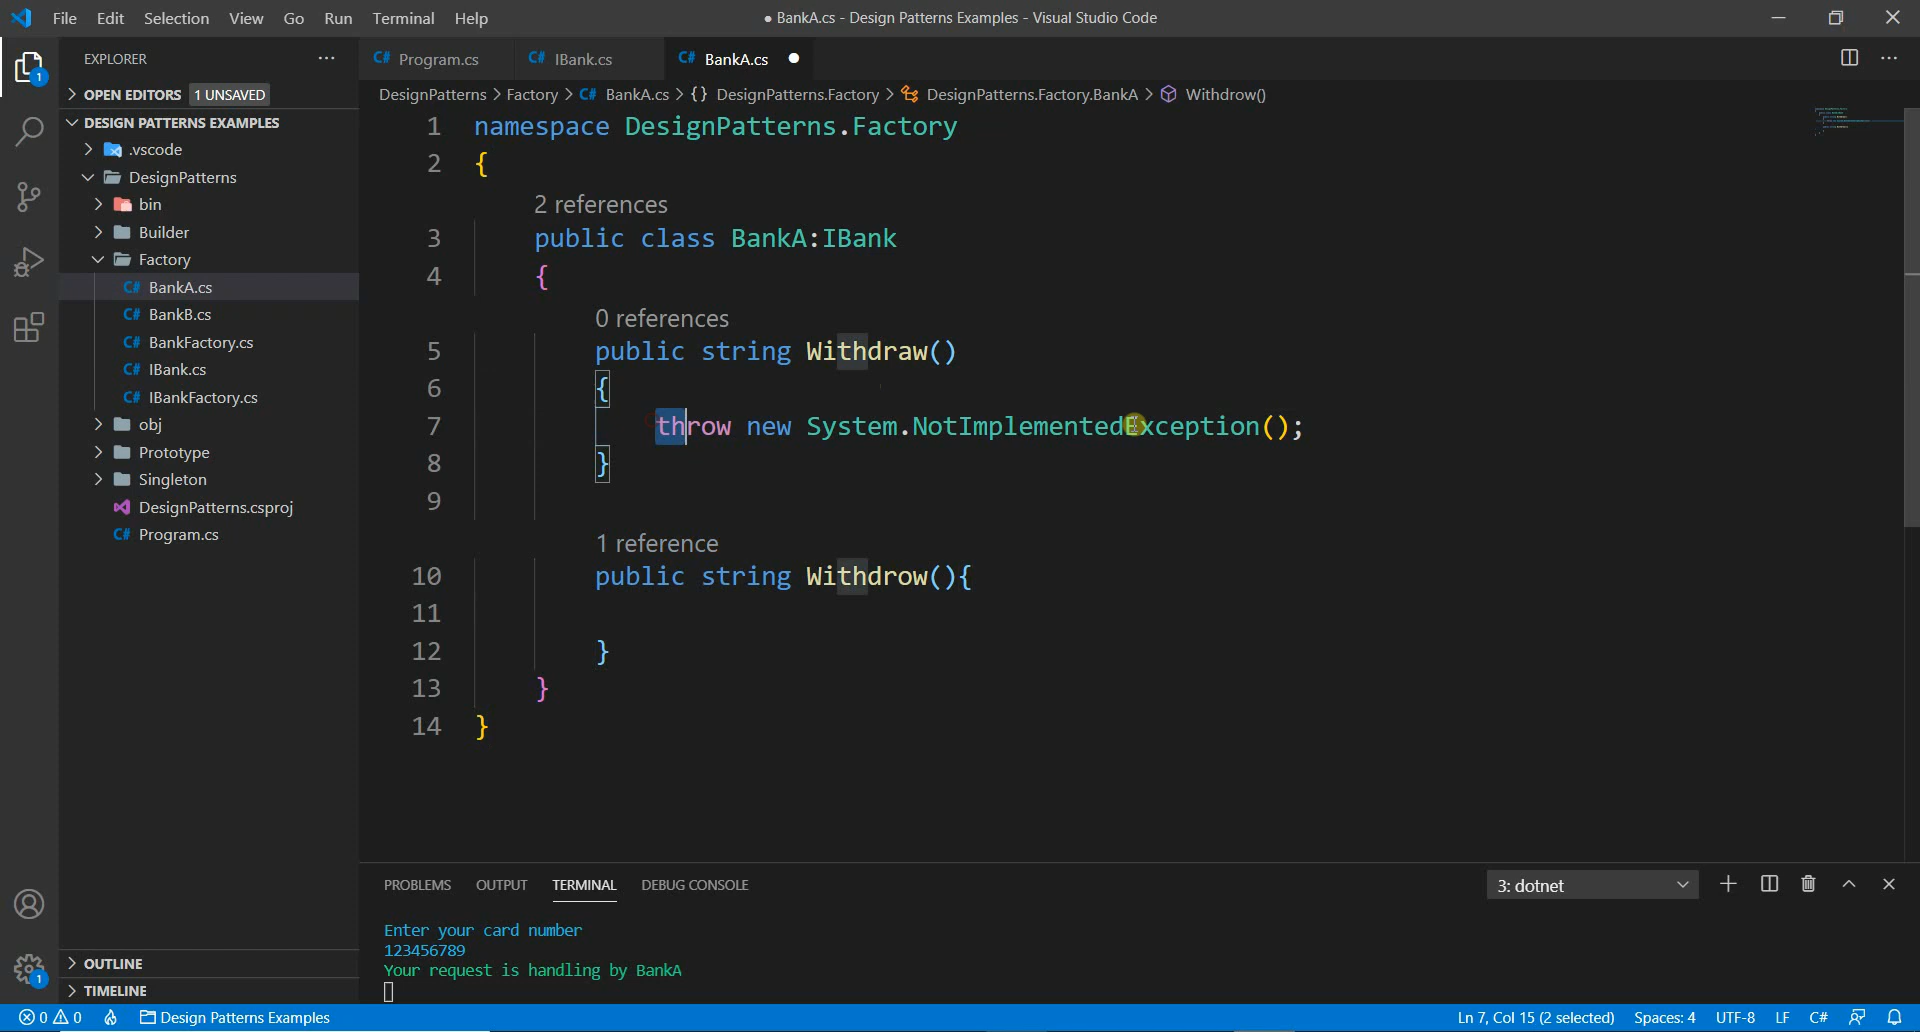 File Edit Selection View Go Run Terminal Help
● BankA.cs - Design Patterns Examples - Visual Studio Code
EXPLORER
Program.cs
IBank.cs
BankA.cs
OPEN EDITORS 1 UNSAVED
DesignPatterns > Factory > C# BankA.cs > {} DesignPatterns.Factory > DesignPatterns.Factory.BankA > Withdrow()
DESIGN PATTERNS EXAMPLES
.vscode
DesignPatterns
bin
Builder
Factory
C# BankA.cs
C# BankB.cs
C# BankFactory.cs
C# IBank.cs
C# IBankFactory.cs
obj
Prototype
Singleton
DesignPatterns.csproj
C# Program.cs
1 namespace DesignPatterns.Factory
2 {
2 references
3 public class BankA:IBank
4 {
0 references
5 public string Withdraw()
6 {
7 throw new System.NotImplementedException();
8 }
9
1 reference
10 public string Withdrow(){
11
12 }
13 }
14 }
PROBLEMS OUTPUT TERMINAL DEBUG CONSOLE
3: dotnet
Enter your card number
123456789
Your request is handling by BankA
OUTLINE
TIMELINE
0 0 Design Patterns Examples
Ln 7, Col 15 (2 selected) Spaces: 4 UTF-8 LF C#